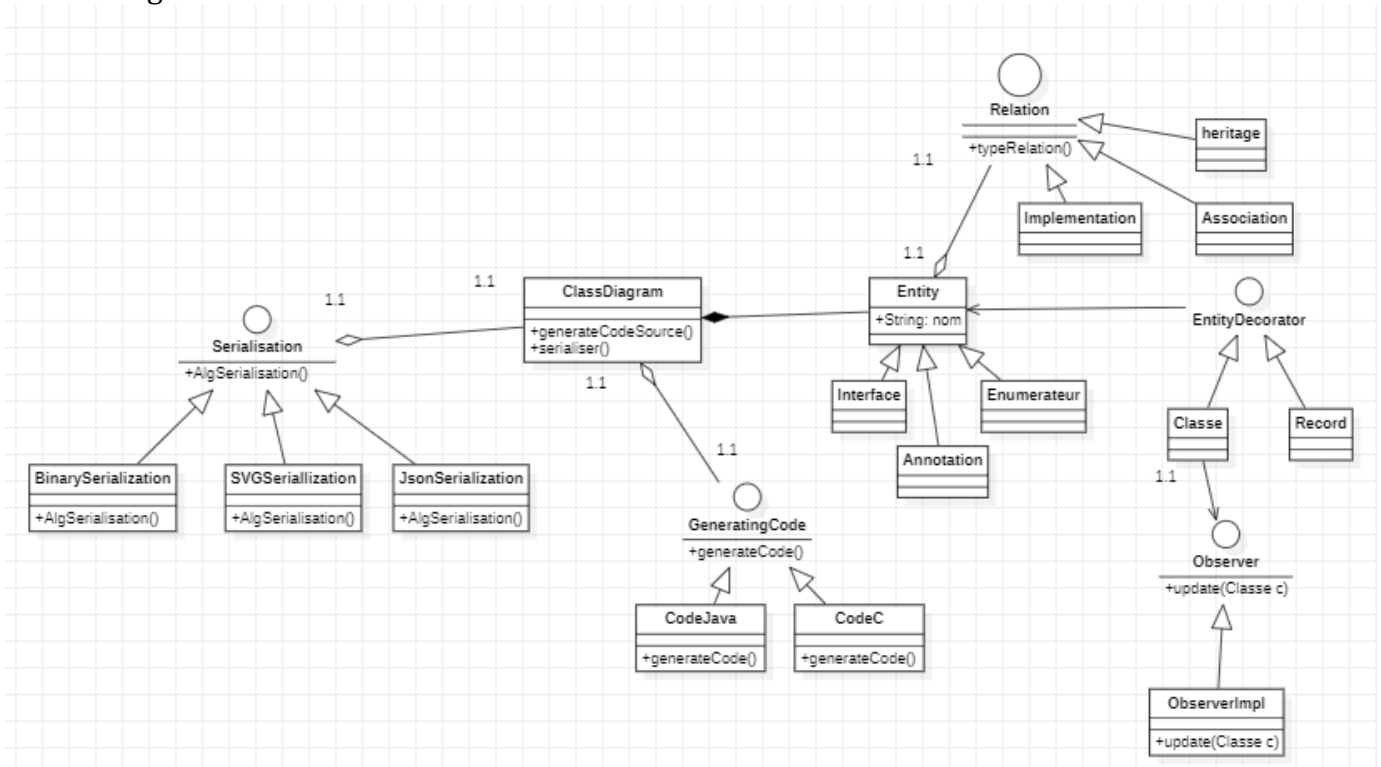 Relation
+typeRelation()
heritage
1.1
Implementation
Association
1.1
1.1
1.1
ClassDiagram
+generateCodeSource()
+serialiser()
Entity
+String: nom
EntityDecorator
Serialisation
+AlgSerialisation()
1.1
Interface
Enumerateur
Annotation
Classe
Record
1.1
1.1
BinarySerialization
+AlgSerialisation()
SVGSeriallization
+AlgSerialisation()
JsonSerialization
+AlgSerialisation()
GeneratingCode
+generateCode()
Observer
+update(Classe c)
CodeJava
+generateCode()
CodeC
+generateCode()
ObserverImpl
+update(Classe c)